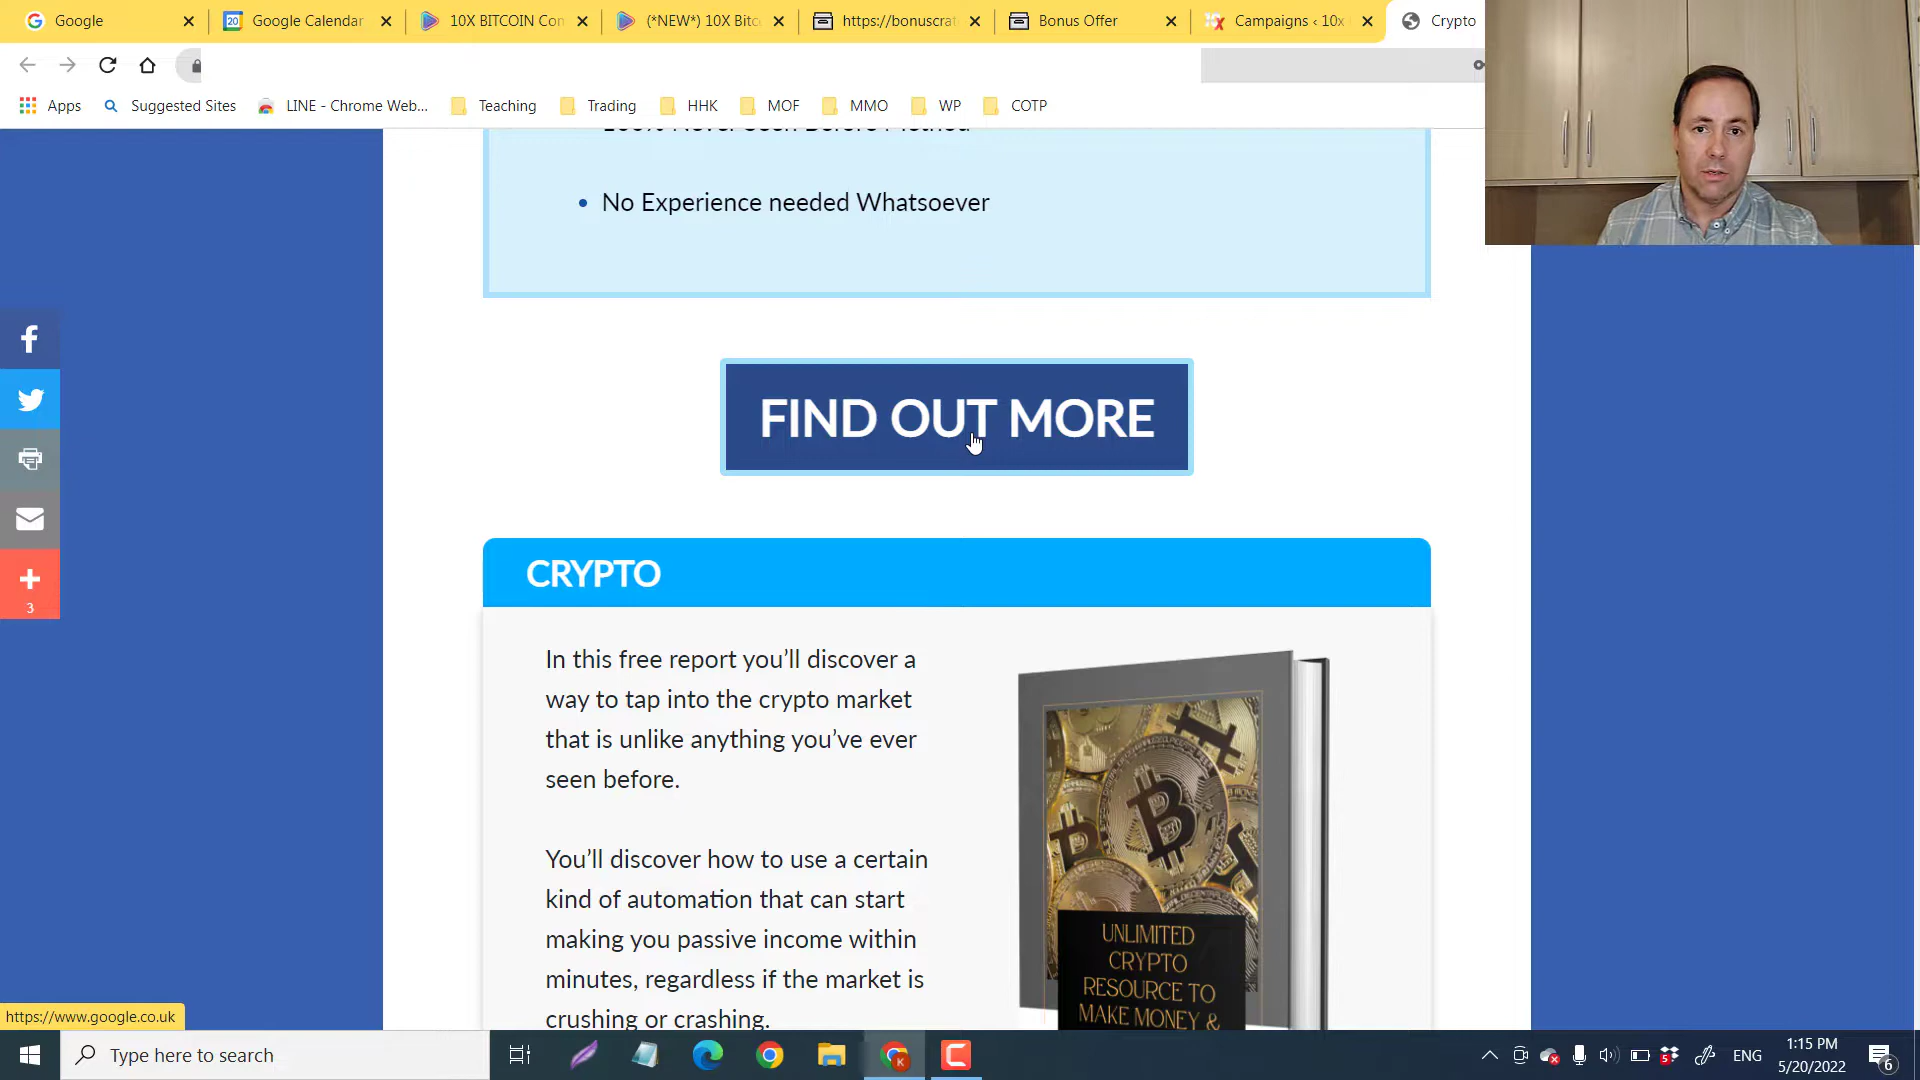 Google
Google Calendar
10X BITCOIN Con
(*NEW*) 10X Bitc
https://bonuscrat
Bonus Offer
Campaigns ‹ 10x
Crypto
Apps
Suggested Sites
LINE - Chrome Web...
Teaching
Trading
HHK
MOF
MMO
WP
COTP
100% Never Seen Before Method
No Experience needed Whatsoever
FIND OUT MORE
3
CRYPTO
In this free report you'll discover a
way to tap into the crypto market
that is unlike anything you've ever
seen before.
You'll discover how to use a certain
kind of automation that can start
making you passive income within
minutes, regardless if the market is
crushing or crashing.
UNLIMITED
CRYPTO
RESOURCE TO
MAKE MONEY &
https://www.google.co.uk
Type here to search
ENG
1:15 PM
5/20/2022
6